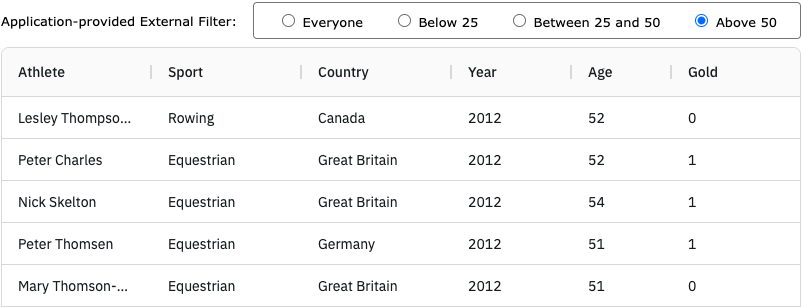 Application-provided External Filter: Everyone Below 25 Between 25 and 50 Above 50
Athlete Sport Country Year Age Gold
Lesley Thompso... Rowing Canada 2012 52 0
Peter Charles Equestrian Great Britain 2012 52 1
Nick Skelton Equestrian Great Britain 2012 54 1
Peter Thomsen Equestrian Germany 2012 51 1
Mary Thomson-... Equestrian Great Britain 2012 51 0